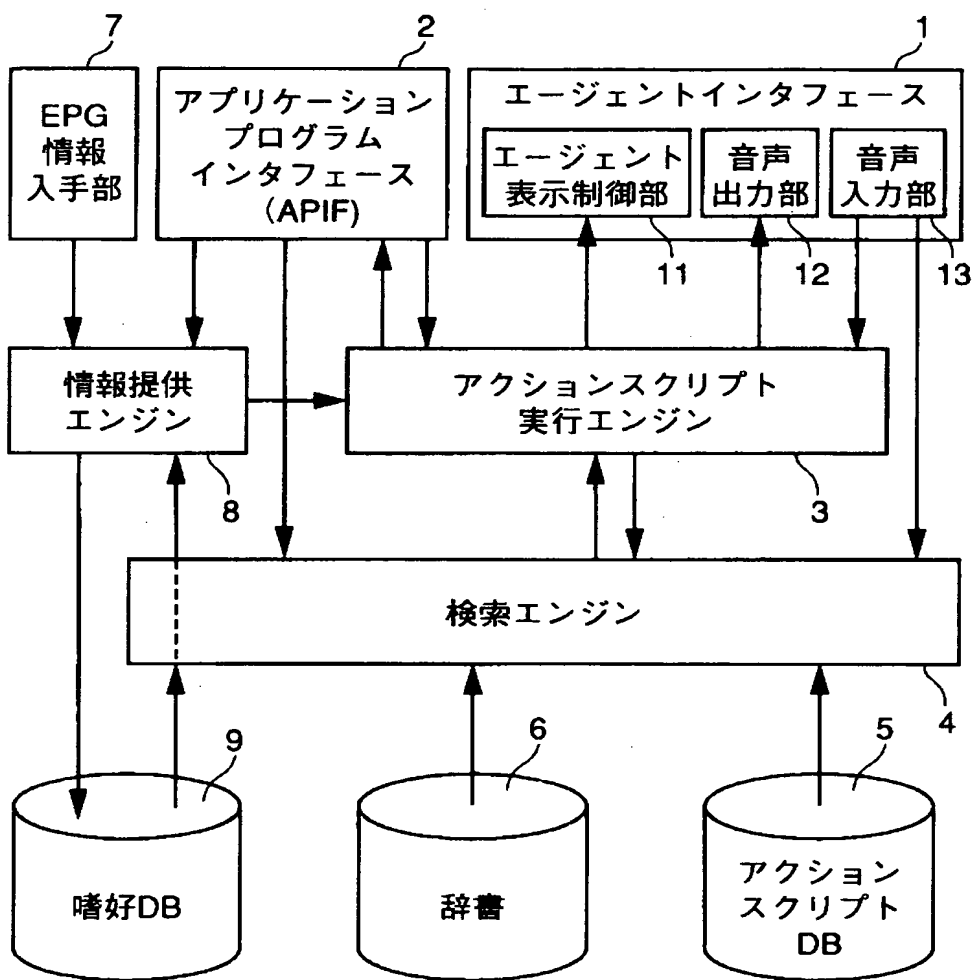 7
2
1
EPG
情報
入手部
アプリケーション
プログラム
インタフェース
（APIF)
エージェントインタフェース
エージェント
表示制御部
音声
出力部
音声
入力部
11
12
13
情報提供
エンジン
アクションスクリプト
実行エンジン
8
3
検索エンジン
4
9
6
5
嗜好DB
辞書
アクション
スクリプト
DB